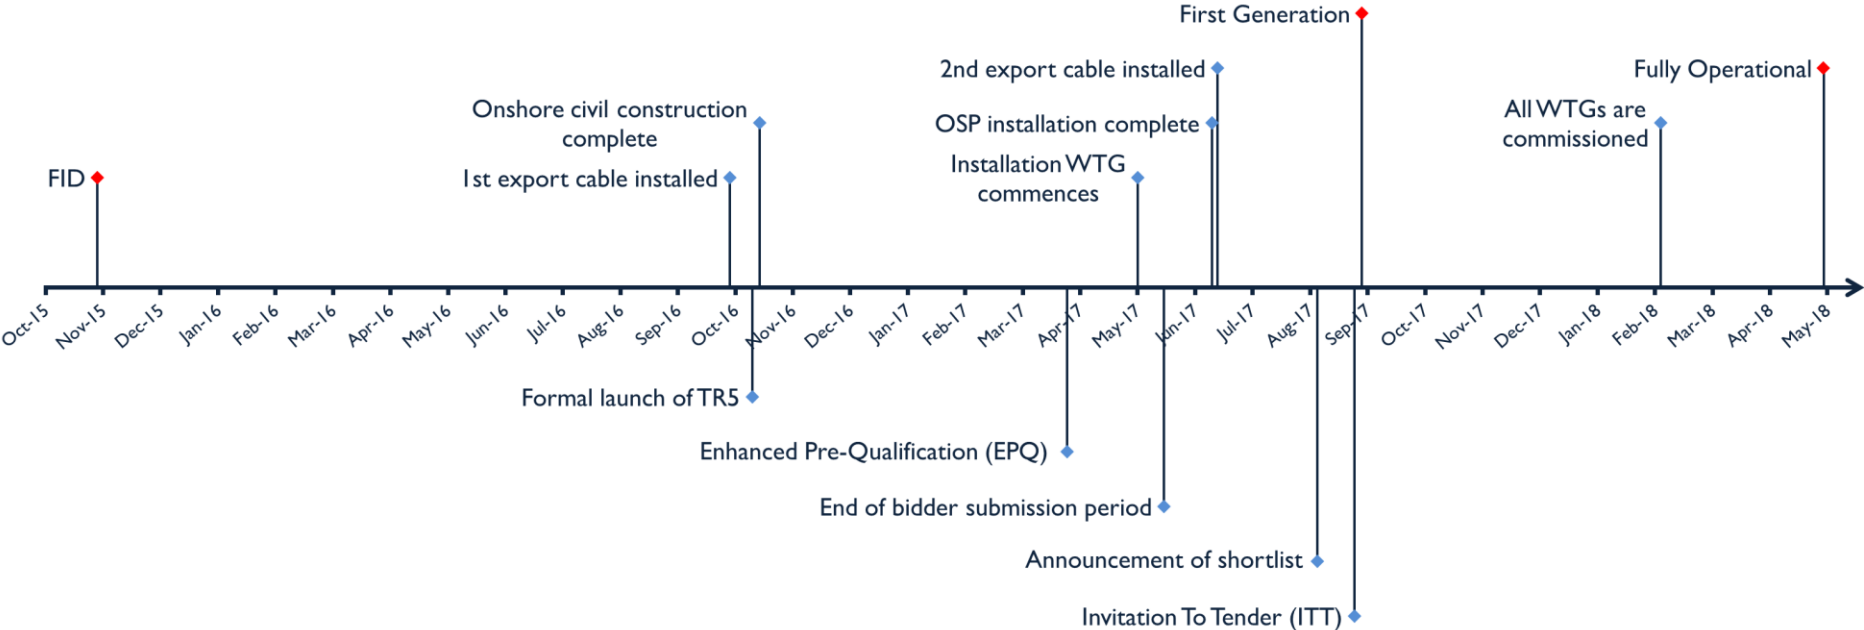 First Generation
2nd export cable installed
Fully Operational
Onshore civil construction
complete
OSP installation complete
All WTGs are
commissioned
FID
1st export cable installed
Installation WTG
commences
Oct-15
Nov-15
Dec-15
Jan-16
Feb-16
Mar-16
Apr-16
May-16
Jun-16
Jul-16
Aug-16
Sep-16
Oct-16
Nov-16
Dec-16
Jan-17
Feb-17
Mar-17
Apr-17
May-17
Jun-17
Jul-17
Aug-17
Sep-17
Oct-17
Nov-17
Dec-17
Jan-18
Feb-18
Mar-18
Apr-18
May-18
Formal launch of TR5
Enhanced Pre-Qualification (EPQ)
End of bidder submission period
Announcement of shortlist
Invitation To Tender (ITT)